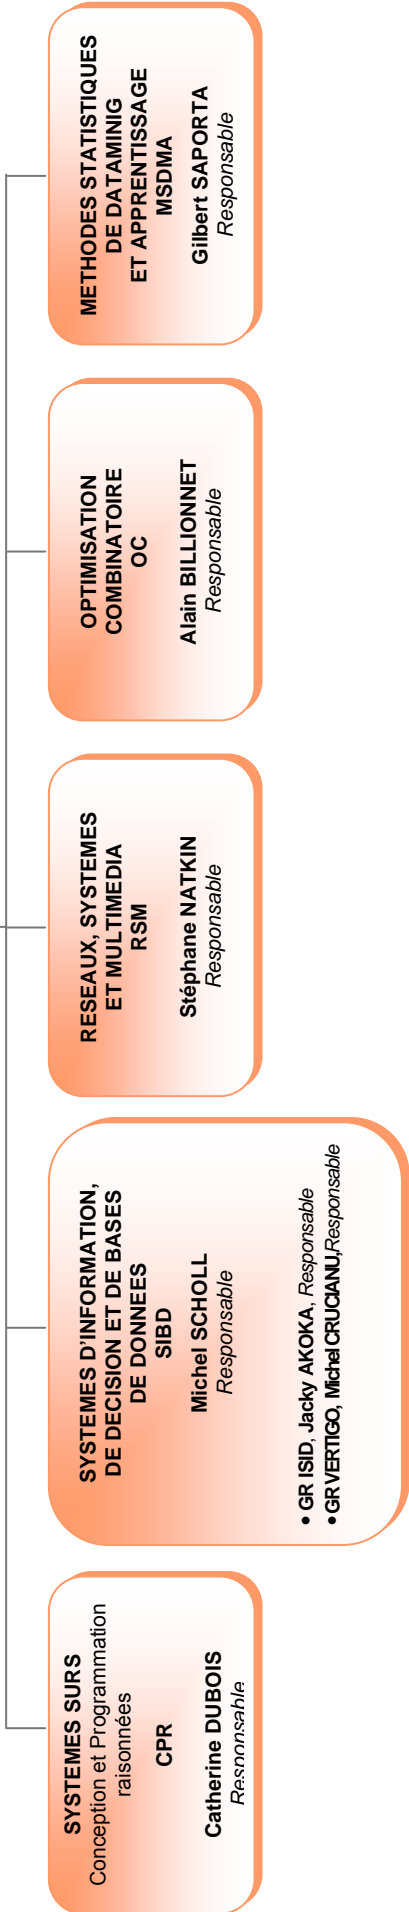 SYSTEMES SURS
Conception et Programmation
raisonnées
CPR
Catherine DUBOIS
Responsable
SYSTEMES D'INFORMATION,
DE DECISION ET DE BASES
DE DONNEES
SIBD
Michel SCHOLL
Responsable
• GR ISID, Jacky AKOKA, Responsable
• GR VERTIGO, Michel CRUCIANU, Responsable
RESEAUX, SYSTEMES
ET MULTIMEDIA
RSM
Stéphane NATKIN
Responsable
OPTIMISATION
COMBINATOIRE
OC
Alain BILLIONNET
Responsable
METHODES STATISTIQUES
DE DATAMINIG
ET APPRENTISSAGE
MSDMA
Gilbert SAPORTA
Responsable